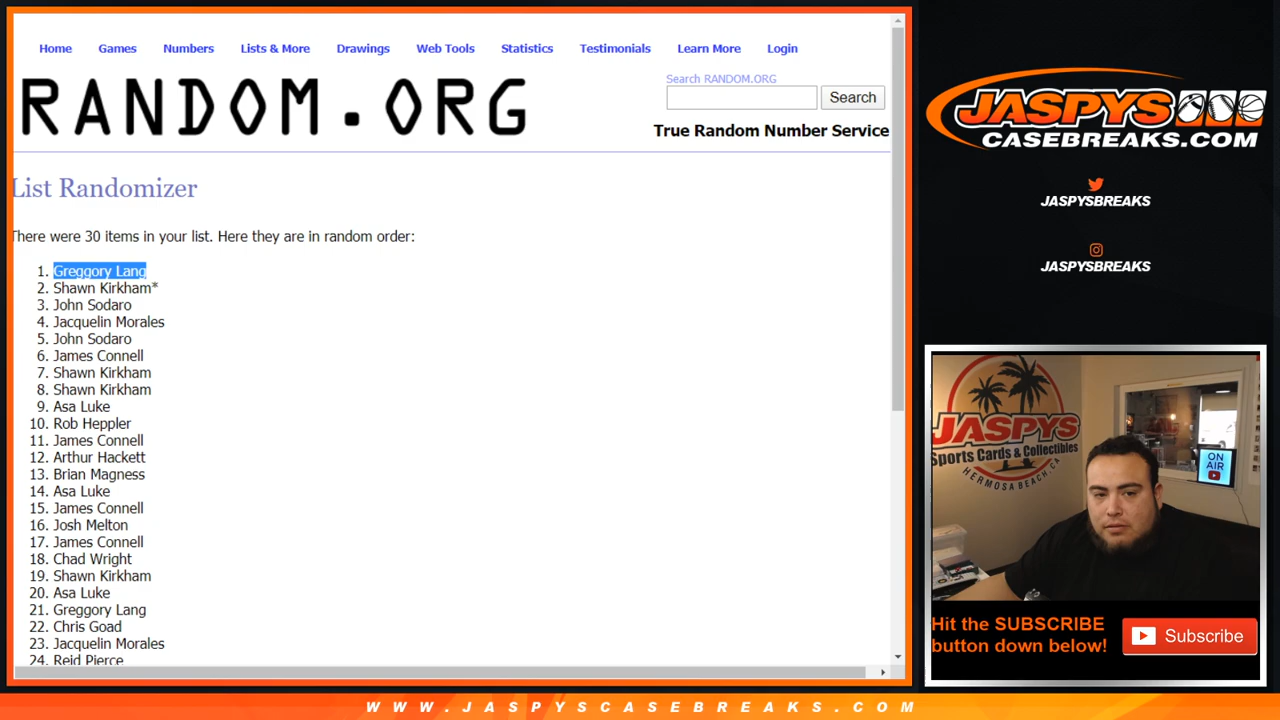 Home Games Numbers Lists & More Drawings Web Tools Statistics Testimonials Learn More Login
RANDOM.ORG
Search RANDOM.ORG
Search
True Random Number Service
List Randomizer
There were 30 items in your list. Here they are in random order:
1. Greggory Lang
2. Shawn Kirkham*
3. John Sodaro
4. Jacquelin Morales
5. John Sodaro
6. James Connell
7. Shawn Kirkham
8. Shawn Kirkham
9. Asa Luke
10. Rob Heppler
11. James Connell
12. Arthur Hackett
13. Brian Magness
14. Asa Luke
15. James Connell
16. Josh Melton
17. James Connell
18. Chad Wright
19. Shawn Kirkham
20. Asa Luke
21. Greggory Lang
22. Chris Goad
23. Jacquelin Morales
24. Reid Pierce
JASPYS
CASEBREAKS.COM
JASPYSBREAKS
JASPYSBREAKS
JASPYS
Sports Cards & Collectibles
HERMOSA BEACH, CA
ON
AIR
Hit the SUBSCRIBE
button down below!
Subscribe
WWW.JASPYSCASEBREAKS.COM